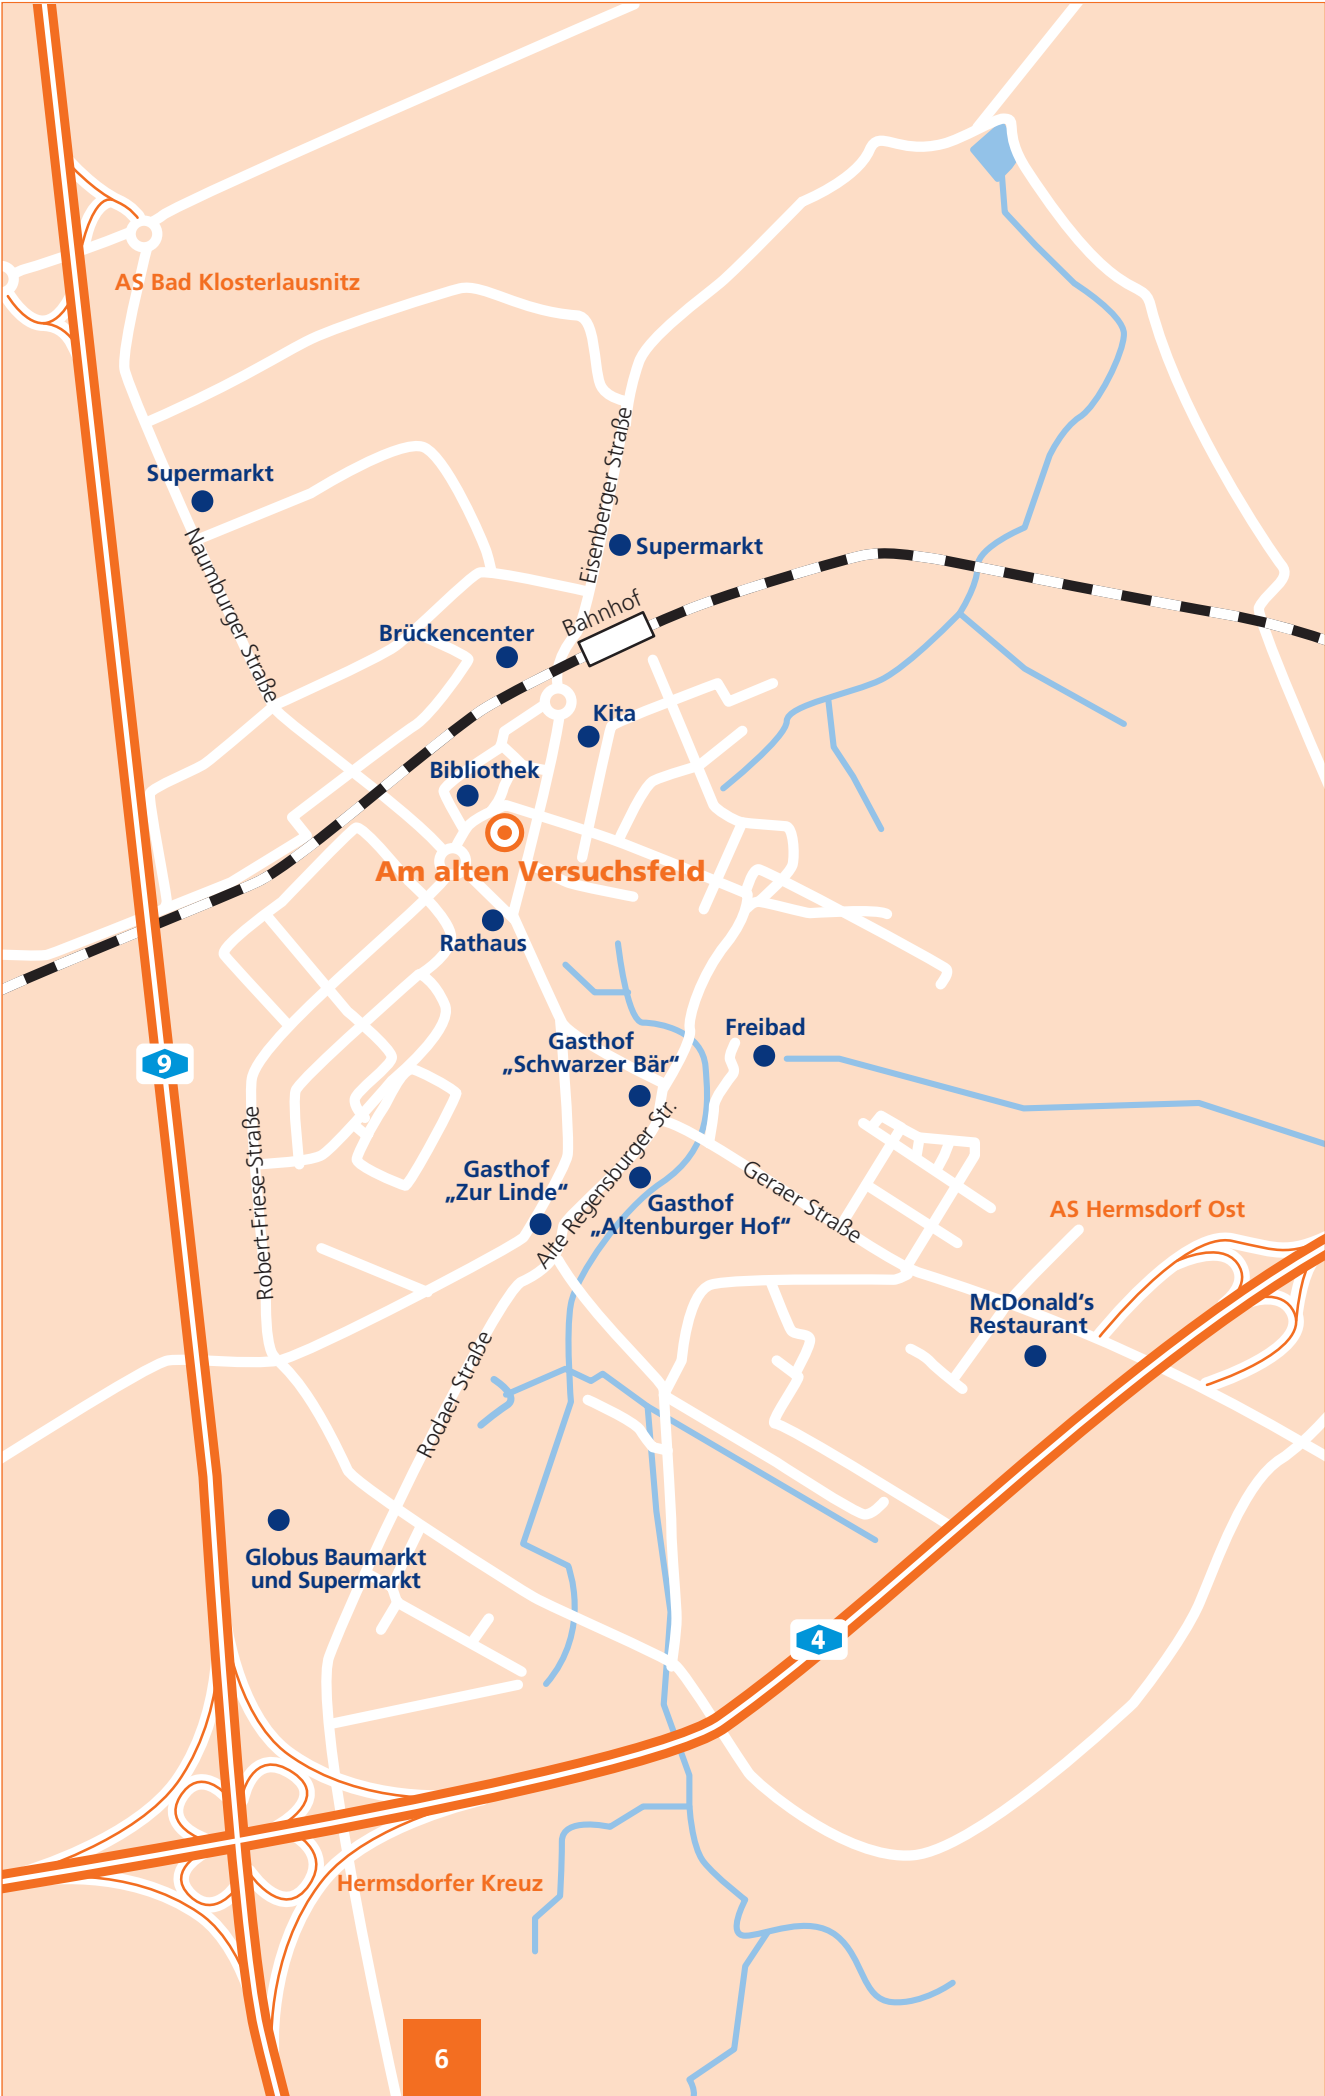 AS Bad Klosterlausnitz
Eisenberger Straße
Supermarkt
Naumburger Straße
Supermarkt
Bahnhof
Brückencenter
Kita
Bibliothek
Am alten Versuchsfeld
Rathaus
Freibad
Gasthof
„Schwarzer Bär“
9
Robert-Friese-Straße
Alte Regensburger Str.
Gasthof
„Zur Linde“
Geraer Straße
Gasthof
„Altenburger Hof“
AS Hermsdorf Ost
McDonald‘s
Restaurant
Rodaer Straße
Globus Baumarkt
und Supermarkt
4
Hermsdorfer Kreuz
6